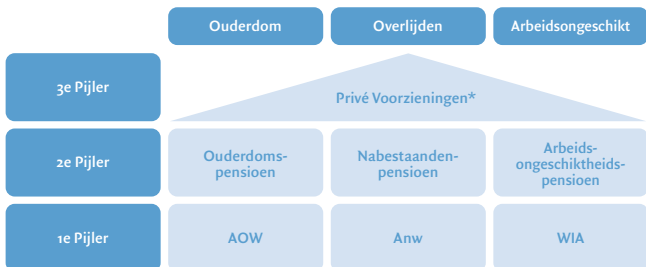 Ouderdom
Overlijden
Arbeidsongeschikt
3e Pijler
Privé Voorzieningen*
2e Pijler
Ouderdoms-
pensioen
Nabestaanden-
pensioen
Arbeids-
ongeschiktheids-
pensioen
1e Pijler
AOW
Anw
WIA